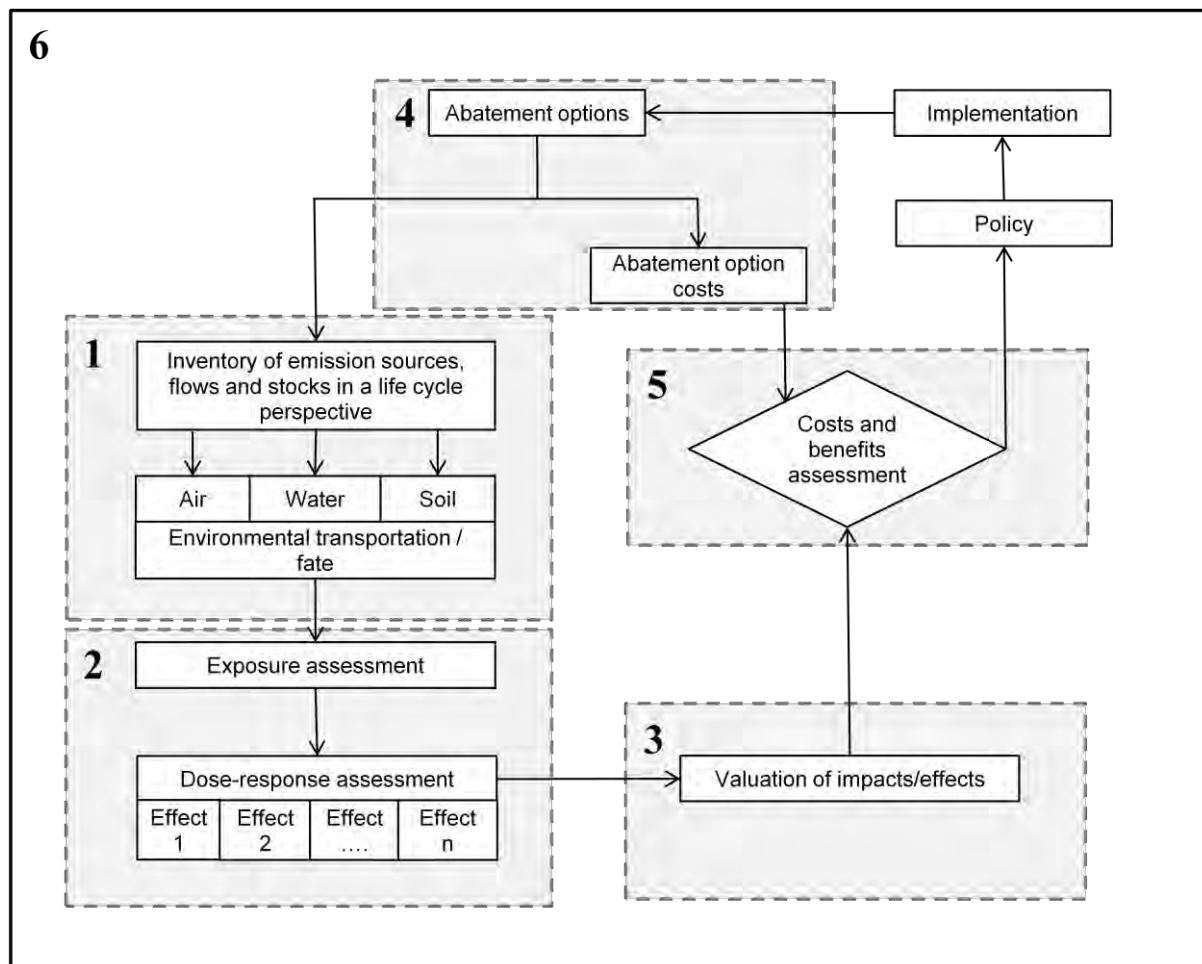 6
4
Abatement options
Implementation
Policy
Abatement option
costs
1
Inventory of emission sources,
flows and stocks in a life cycle
perspective
Air
Water
Soil
Environmental transportation /
fate
5
Costs and
benefits
assessment
2
Exposure assessment
Dose-response assessment
Effect
1
Effect
2
Effect
....
Effect
n
3
Valuation of impacts/effects